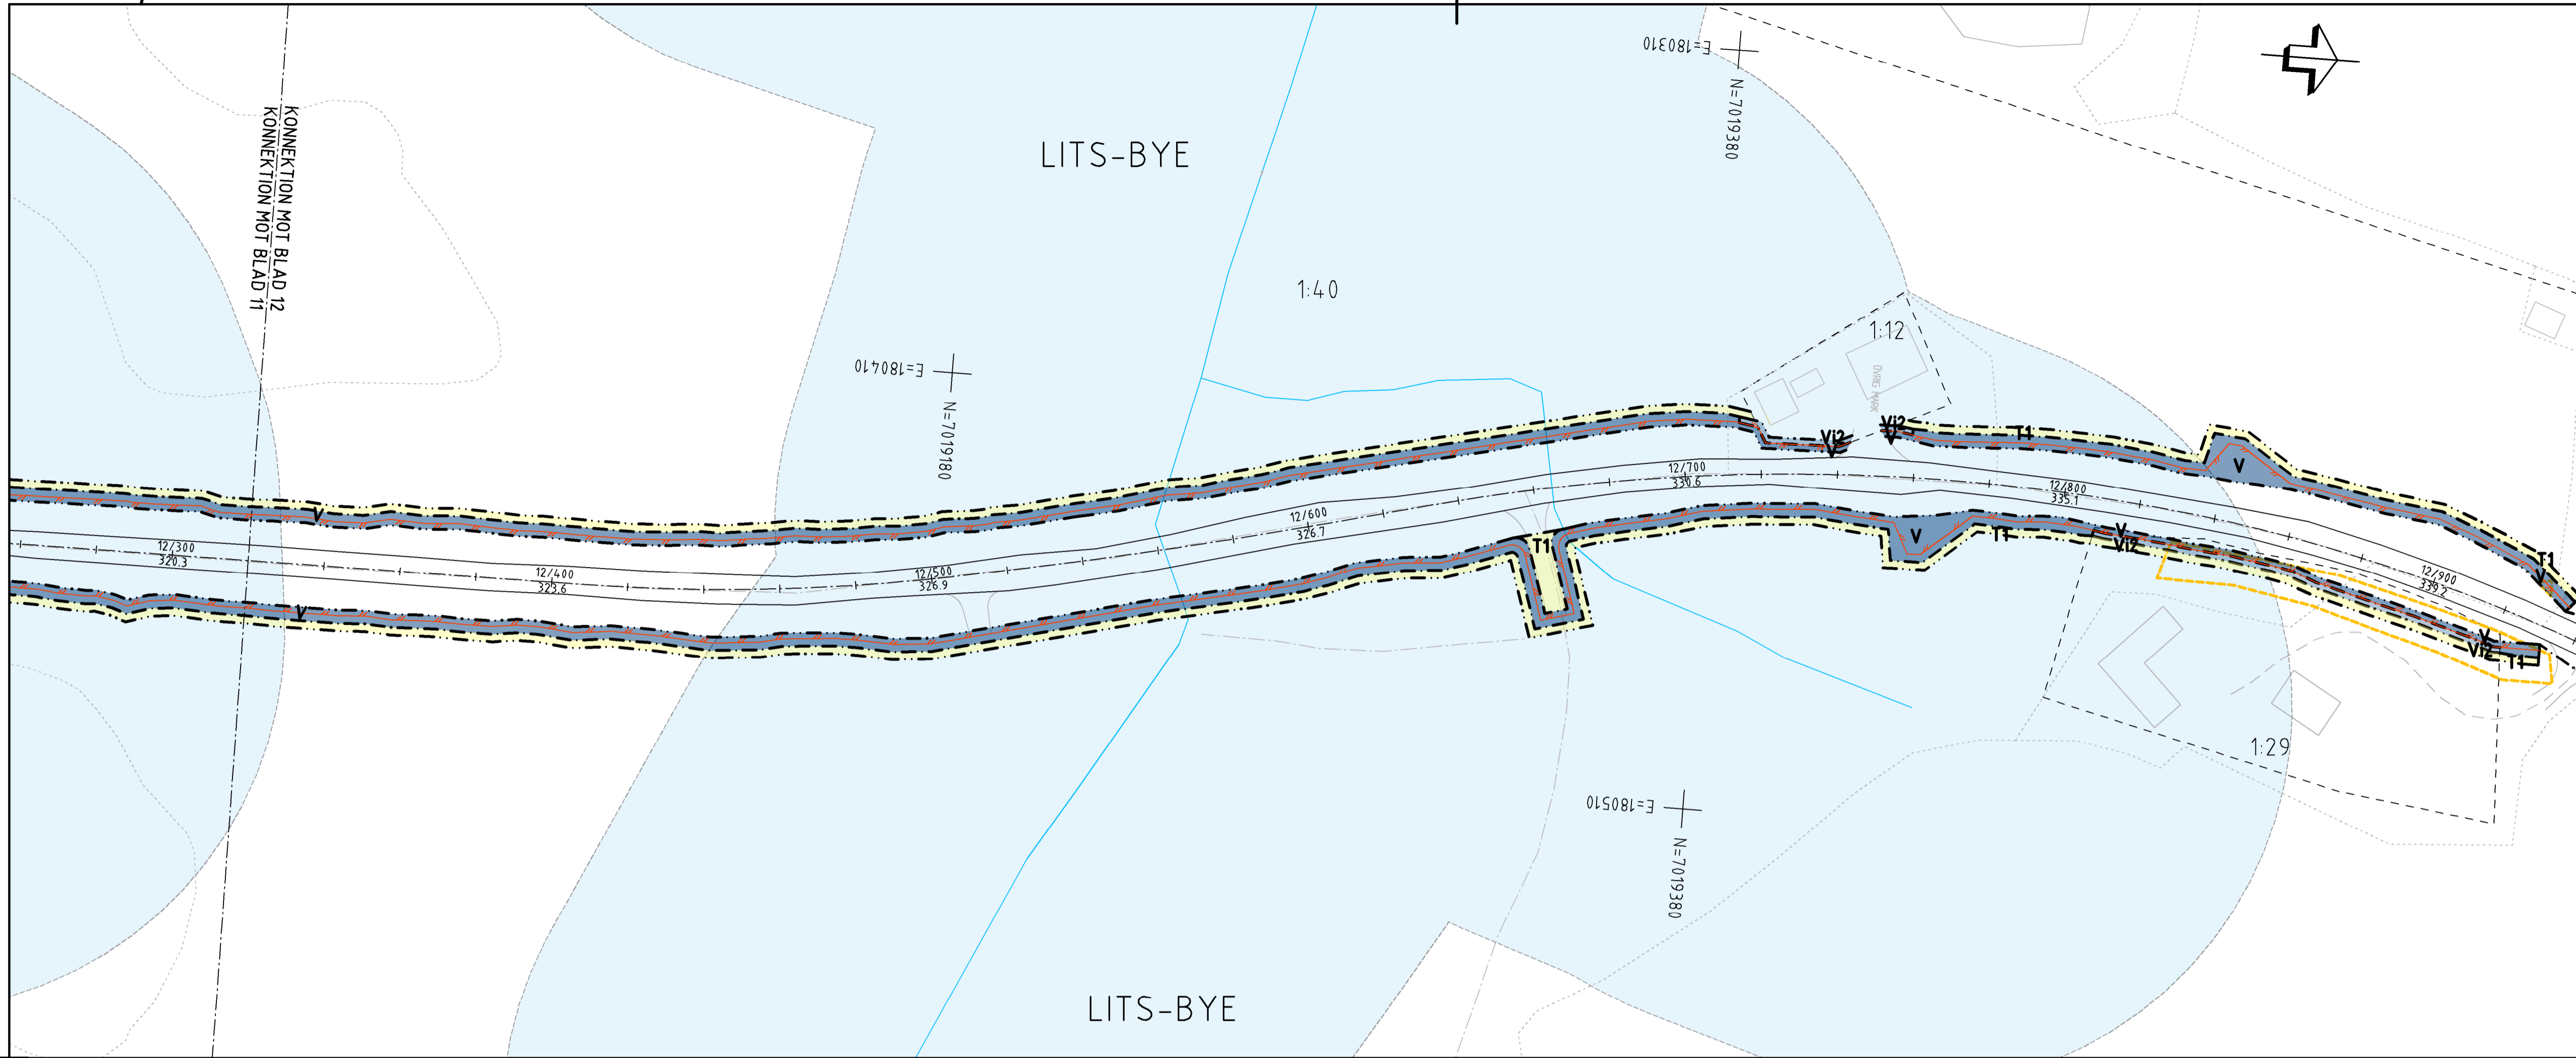 KONNEKTION MOT BLAD 12
KONNEKTION MOT BLAD 11
LITS-BYE
E=180310
N=7019380
1:40
1:12
ÖVRIG MARK
E=180410
N=7019180
Vi2
V
Vi2
V
T1
V
V
12/300
320.3
12/400
323.6
12/500
326.9
12/600
326.7
12/700
330.6
12/800
335.1
12/900
339.2
T1
V
V
T1
V
T1
V
Vi2
V
Vi2
T1
1:29
E=180510
N=7019380
LITS-BYE